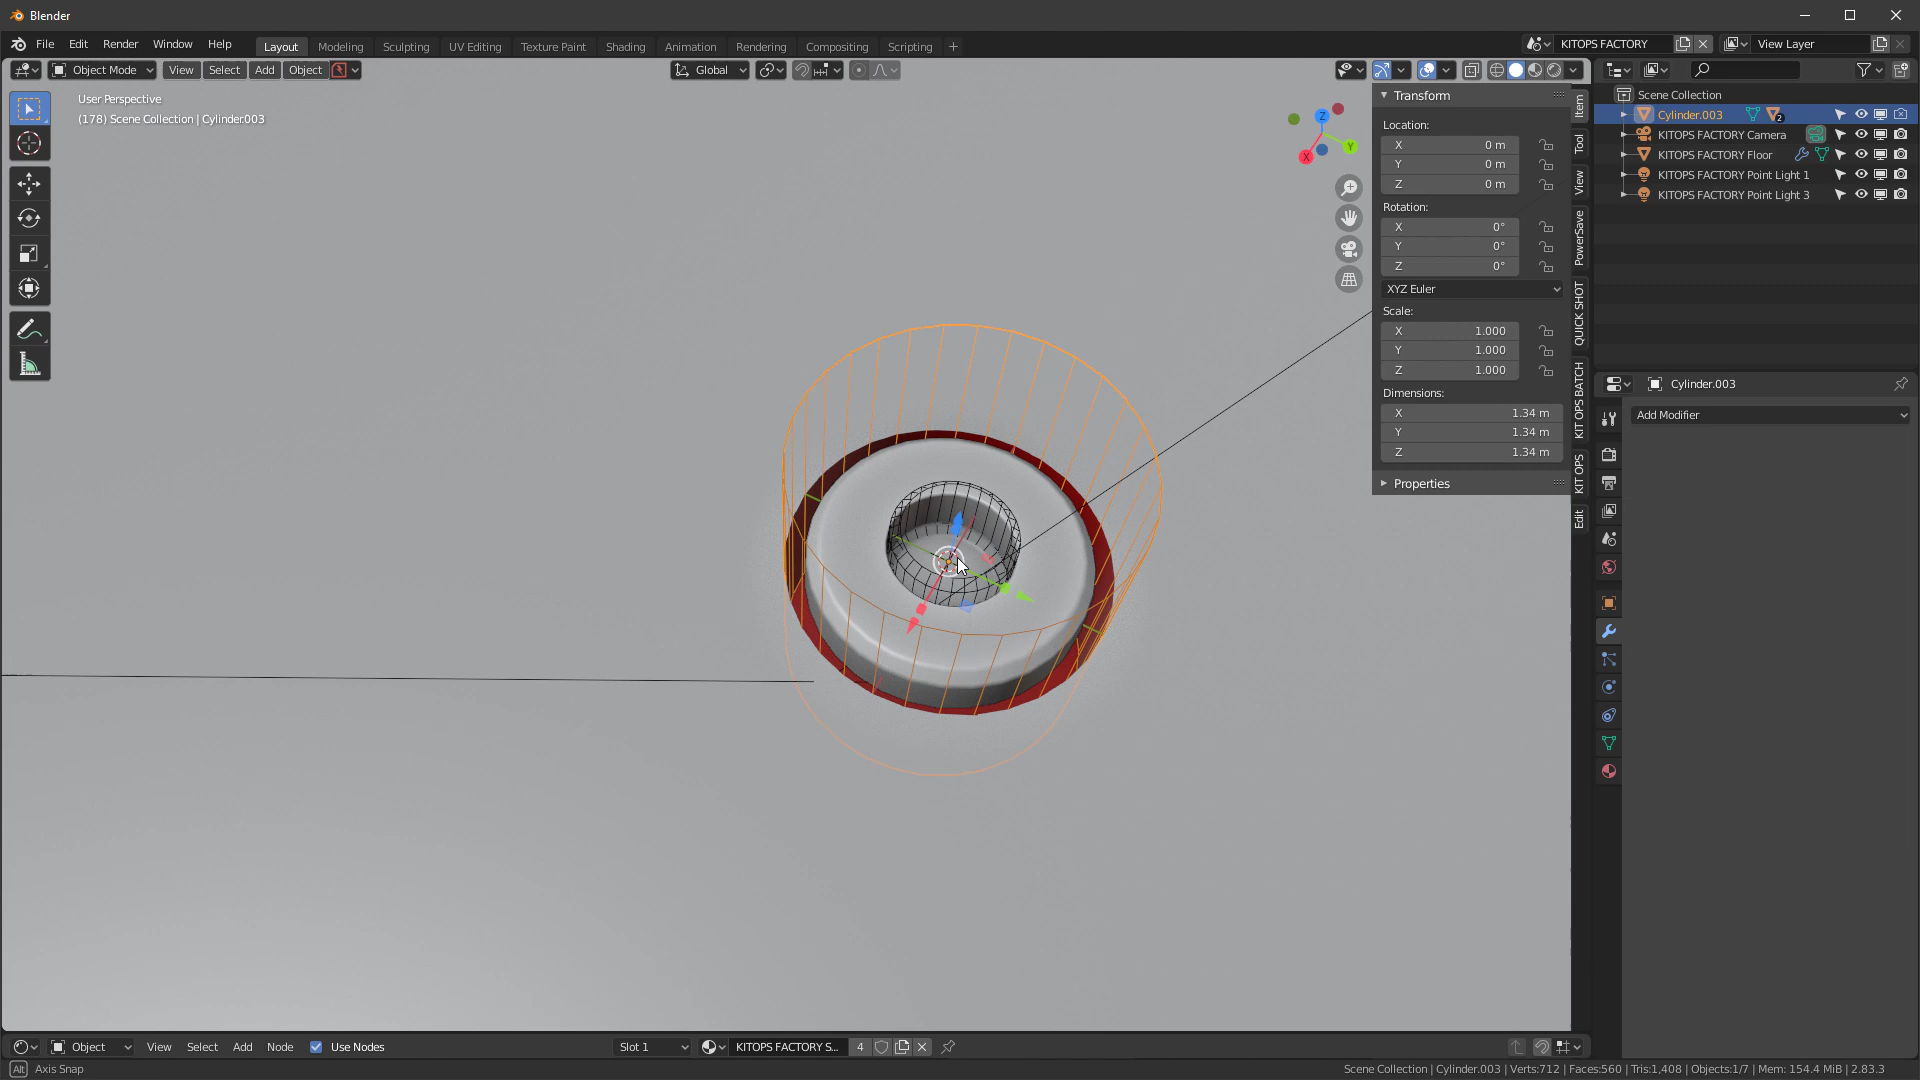 Blender
File Edit Render Window Help
Layout Modeling Sculpting UV Editing Texture Paint Shading Animation Rendering Compositing Scripting +
KITOPS FACTORY
View Layer
Object Mode View Select Add Object
Global
User Perspective
(178) Scene Collection | Cylinder.003
Z
Y
X
Transform
Location:
X 0 m
Y 0 m
Z 0 m
Rotation:
X 0°
Y 0°
Z 0°
XYZ Euler
Scale:
X 1.000
Y 1.000
Z 1.000
Dimensions:
X 1.34 m
Y 1.34 m
Z 1.34 m
Properties
Item
Tool
View
PowerSave
QUICK SHOT
KIT OPS BATCH
KIT OPS
Edit
Scene Collection
Cylinder.003
2
KITOPS FACTORY Camera
KITOPS FACTORY Floor
KITOPS FACTORY Point Light 1
KITOPS FACTORY Point Light 3
Cylinder.003
Add Modifier
Object View Select Add Node Use Nodes
Slot 1
KITOPS FACTORY S...
4
Alt Axis Snap
Scene Collection | Cylinder.003 | Verts:712 | Faces:560 | Tris:1,408 | Objects:1/7 | Mem: 154.4 MiB | 2.83.3